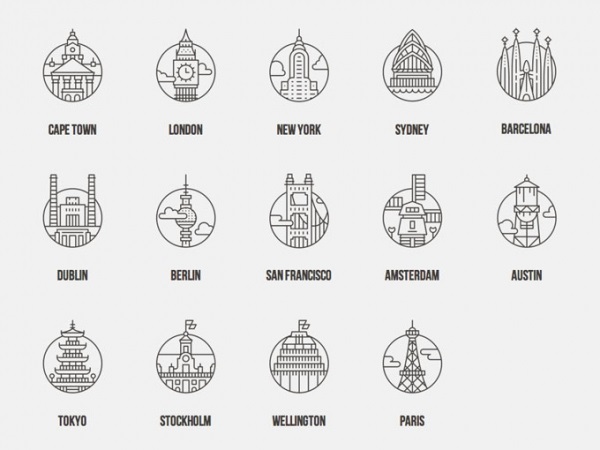 CAPE TOWN
LONDON
NEW YORK
SYDNEY
BARCELONA
DUBLIN
BERLIN
SAN FRANCISCO
AMSTERDAM
AUSTIN
TOKYO
STOCKHOLM
WELLINGTON
PARIS